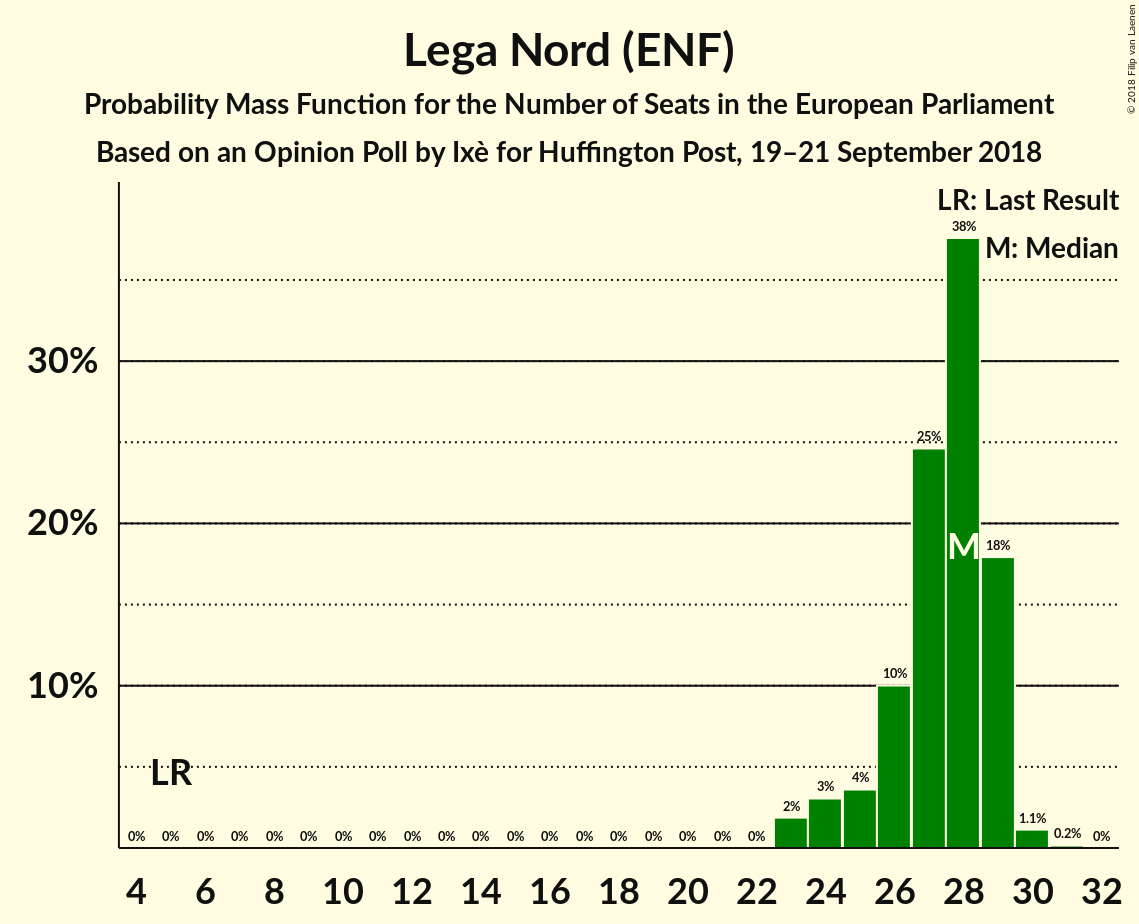 Lega Nord (ENF)
Probability Mass Function for the Number of Seats in the European Parliament
Based on an Opinion Poll by Ixè for Huffington Post, 19–21 September 2018
© 2018 Filip van Laenen
LR: Last Result
M: Median
38%
30%
25%
20%
M
18%
10%
10%
LR
2%
3%
4%
1.1%
0.2%
0% 0% 0% 0% 0% 0% 0% 0% 0% 0% 0% 0% 0% 0% 0% 0% 0% 0% 0% 0%
4 6 8 10 12 14 16 18 20 22 24 26 28 30 32